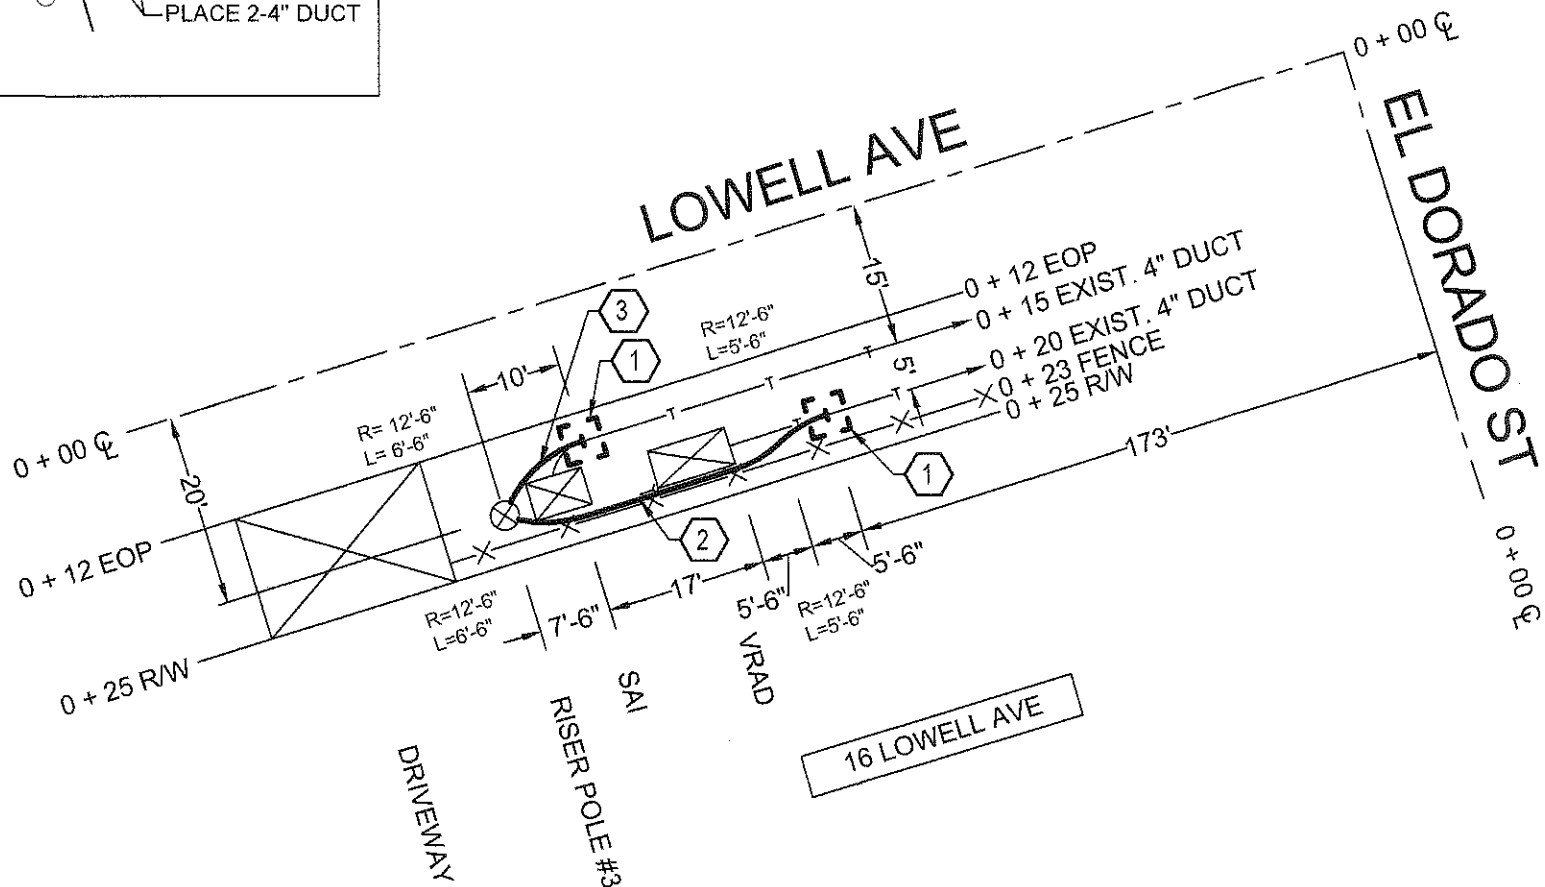 PLACE 2-4" DUCT
0 + 00 ℄
LOWELL AVE
EL DORADO ST
15'
0 + 12 EOP
0 + 15 EXIST. 4" DUCT
0 + 20 EXIST. 4" DUCT
0 + 23 FENCE
0 + 25 R/W
5'
3
1
R=12'-6"
L=5'-6"
10'
R= 12'-6"
L= 6'-6"
0 + 00 ℄
20'
T
T
T
T
T
173'
1
2
0 + 12 EOP
0 + 25 R/W
R=12'-6"
L=6'-6"
7'-6"
17'
5'-6"
5'-6"
R=12'-6"
L=5'-6"
0 + 00 ℄
SAI
VRAD
RISER POLE #3
DRIVEWAY
16 LOWELL AVE